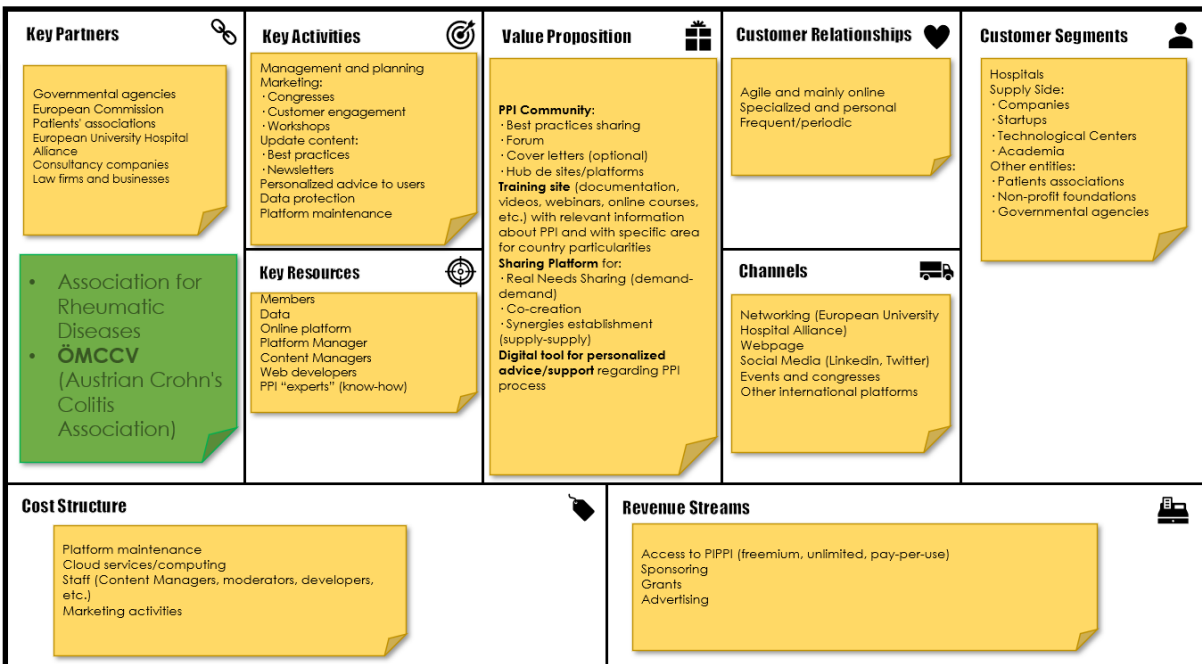 Key Partners
Governmental agencies
European Commission
Patients' associations
European University Hospital
Alliance
Consultancy companies
Law firms and businesses
• Association for
Rheumatic
Diseases
• ÖMCCV
(Austrian Crohn's
Colitis
Association)
Key Activities
Management and planning
Marketing:
· Congresses
· Customer engagement
· Workshops
Update content:
· Best practices
· Newsletters
Personalized advice to users
Data protection
Platform maintenance
Key Resources
Members
Data
Online platform
Platform Manager
Content Managers
Web developers
PPI “experts” (know-how)
Value Proposition
PPI Community:
· Best practices sharing
· Forum
· Cover letters (optional)
· Hub de sites/platforms
Training site (documentation,
videos, webinars, online courses,
etc.) with relevant information
about PPI and with specific area
for country particularities
Sharing Platform for:
· Real Needs Sharing (demand-
demand)
· Co-creation
· Synergies establishment
(supply-supply)
Digital tool for personalized
advice/support regarding PPI
process
Customer Relationships
Agile and mainly online
Specialized and personal
Frequent/periodic
Channels
Networking (European University
Hospital Alliance)
Webpage
Social Media (Linkedin, Twitter)
Events and congresses
Other international platforms
Customer Segments
Hospitals
Supply Side:
· Companies
· Startups
· Technological Centers
· Academia
Other entities:
· Patients associations
· Non-profit foundations
· Governmental agencies
Cost Structure
Platform maintenance
Cloud services/computing
Staff (Content Managers, moderators, developers,
etc.)
Marketing activities
Revenue Streams
Access to PIPPI (freemium, unlimited, pay-per-use)
Sponsoring
Grants
Advertising